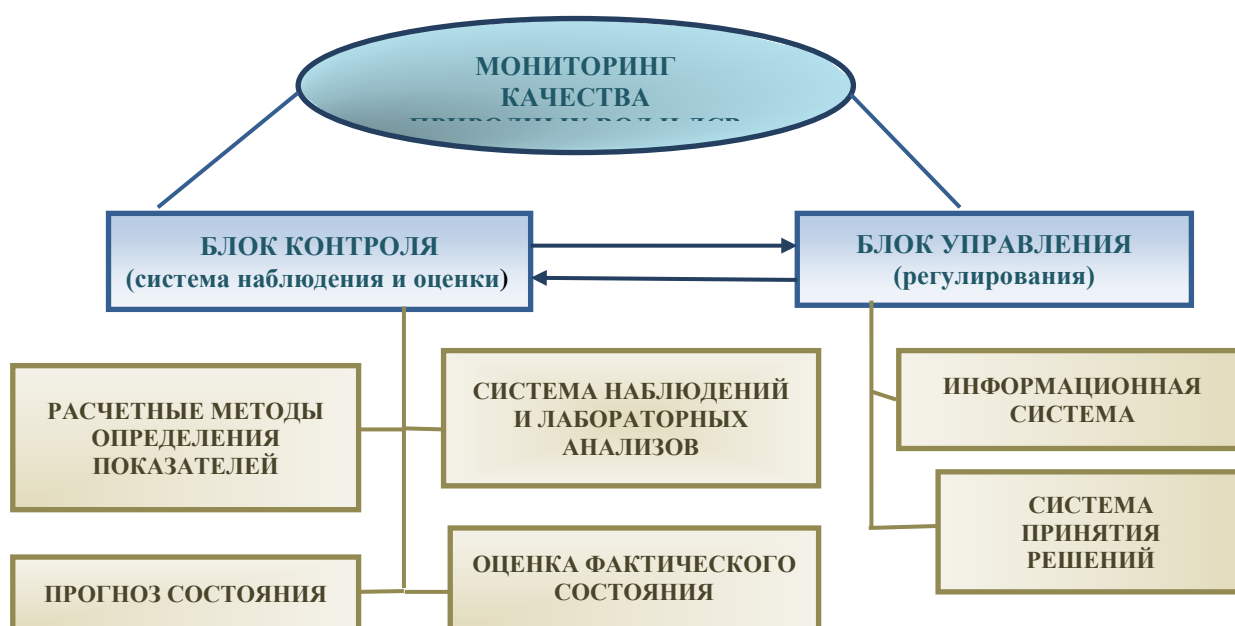 МОНИТОРИНГ
КАЧЕСТВА
БЛОК КОНТРОЛЯ
(система наблюдения и оценки)
БЛОК УПРАВЛЕНИЯ
(регулирования)
РАСЧЕТНЫЕ МЕТОДЫ
ОПРЕДЕЛЕНИЯ
ПОКАЗАТЕЛЕЙ
СИСТЕМА НАБЛЮДЕНИЙ
И ЛАБОРАТОРНЫХ
АНАЛИЗОВ
ИНФОРМАЦИОННАЯ
СИСТЕМА
СИСТЕМА
ПРИНЯТИЯ
РЕШЕНИЙ
ПРОГНОЗ СОСТОЯНИЯ
ОЦЕНКА ФАКТИЧЕСКОГО
СОСТОЯНИЯ